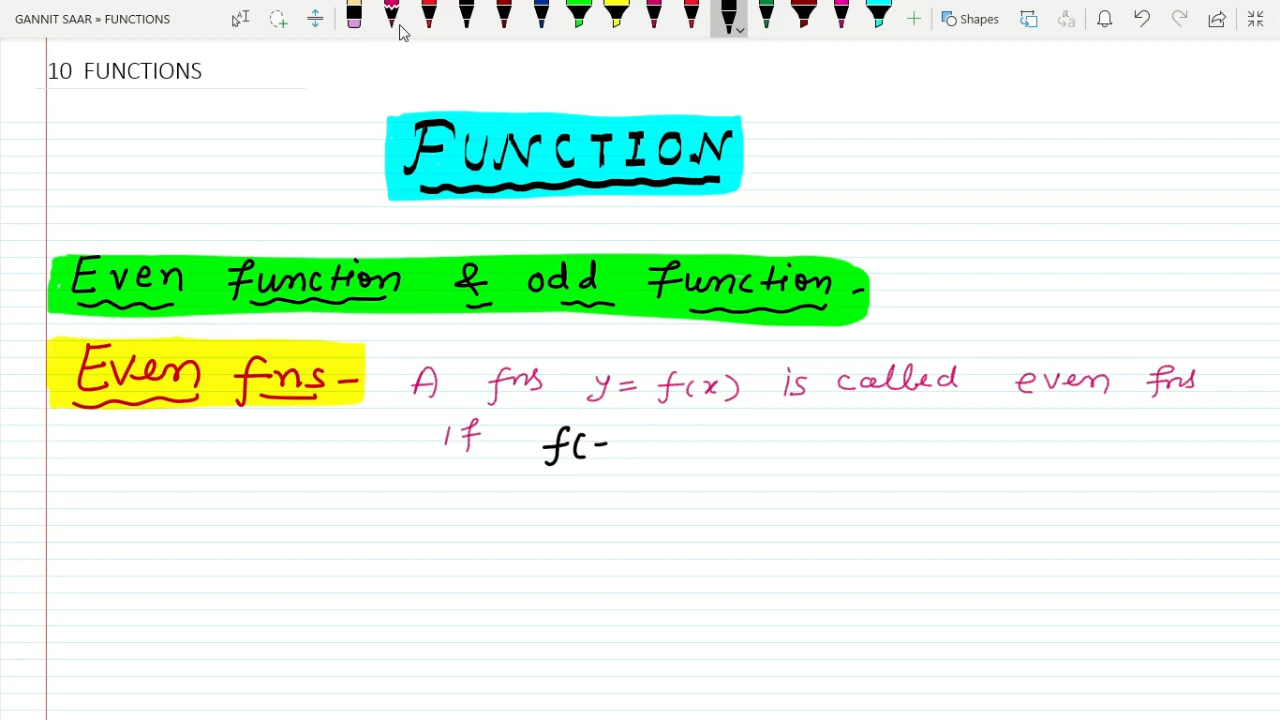 GANNIT SAAR » FUNCTIONS
Shapes
10 FUNCTIONS
FUNCTION
Even function & odd function -
Even fns - A fns y = f(x) is called even fns
If f(-